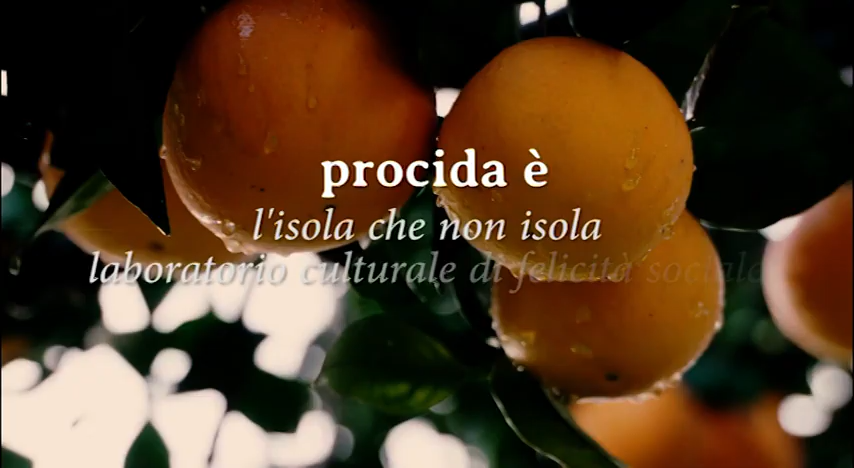 procida è
l'isola che non isola
laboratorio culturale di felicità sociale